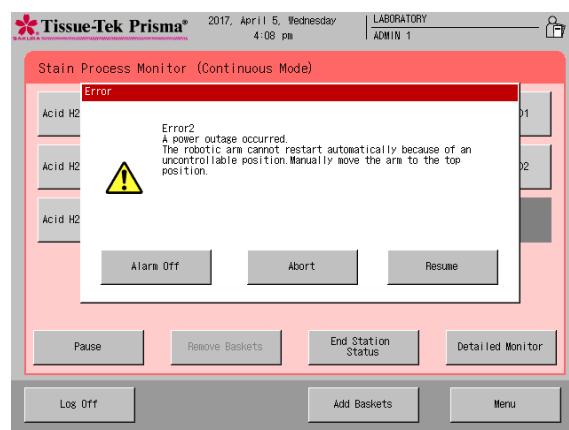 Tissue-Tek Prisma®
SAKURA
2017, April 5, Wednesday
4:08 pm
LABORATORY
ADMIN 1
Stain Process Monitor (Continuous Mode)
Error
Acid H2
01
Error2
A power outage occurred.
The robotic arm cannot restart automatically because of an
uncontrollable position.Manually move the arm to the top
position.
Acid H2
02
Acid H2
Alarm Off
Abort
Resume
Pause
Remove Baskets
End Station
Status
Detailed Monitor
Log Off
Add Baskets
Menu